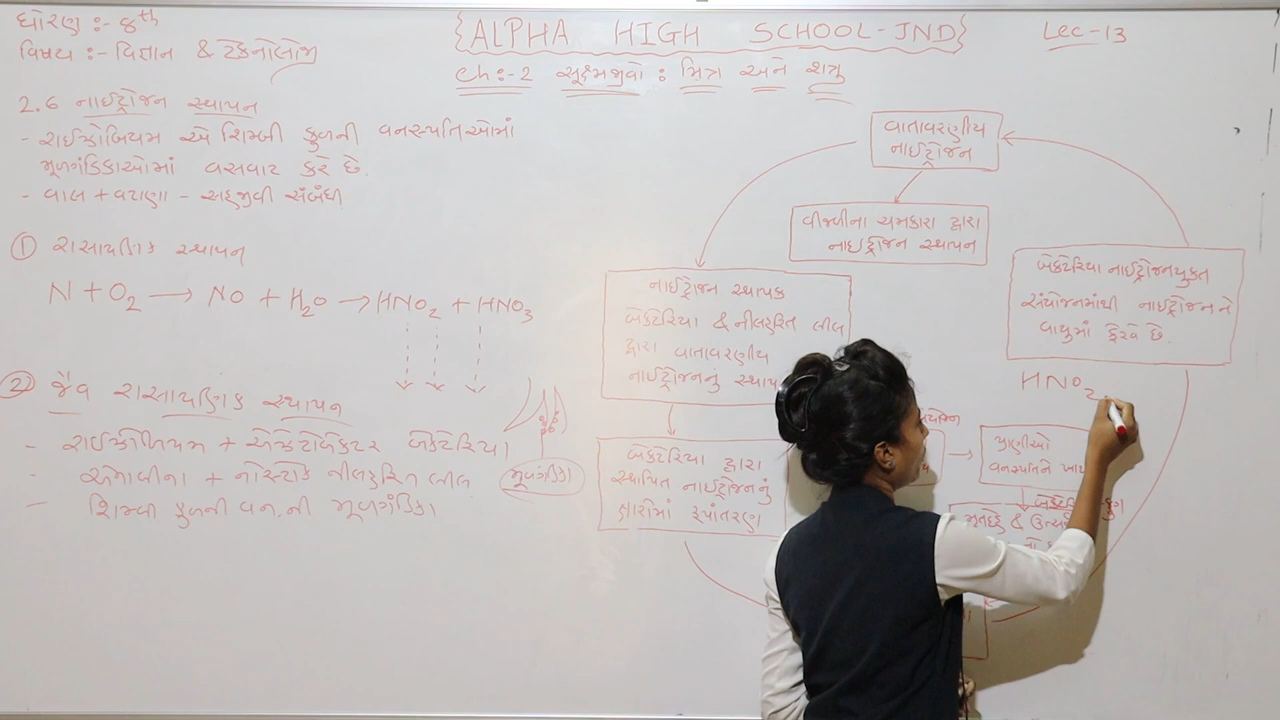 ધોરણ :- 8th
વિષય :- વિજ્ઞાન & ટેકનોલોજી
{ALPHA HIGH SCHOOL-JND}
Lec-13
Ch:-2 સૂક્ષ્મજીવો : મિત્ર અને શત્રુ
2.6 નાઈટ્રોજન સ્થાપન
- રાઈઝોબિયમ એ શિમ્બી કુળની વનસ્પતિઓમાં
મૂળગંડિકાઓમાં વસવાટ કરે છે.
- વાલ + વટાણા - સહજીવી સંબંધ
① રાસાયણિક સ્થાપન
N + O2 → NO + H2O → HNO2 + HNO3
② જૈવ રાસાયણિક સ્થાપન
- રાઈઝોબિયમ + એઝેટોબેક્ટર બેક્ટેરિયા
- એનાબીના + નોસ્ટોક નીલહરિત લીલ
- શિમ્બી કુળની વન.ની મૂળગંડિકા
મૂળગંડિકા
વાતાવરણીય
નાઈટ્રોજન
વીજળીના ચમકારા દ્વારા
નાઈટ્રોજન સ્થાપન
નાઈટ્રોજન સ્થાપક
બેક્ટેરિયા & નીલહરિત લીલ
દ્વારા વાતાવરણીય
નાઈટ્રોજનનું સ્થાપ
બેક્ટેરિયા દ્વારા
સ્થાપિત નાઈટ્રોજનનું
ક્ષારોમાં રૂપાંતરણ
બેક્ટેરિયા નાઈટ્રોજનયુક્ત
સંયોજનમાંથી નાઈટ્રોજનને
વાયુમાં ફેરવે છે.
HNO2
પ્રાણીઓ
વનસ્પતિને ખા
મૃતદેહ &